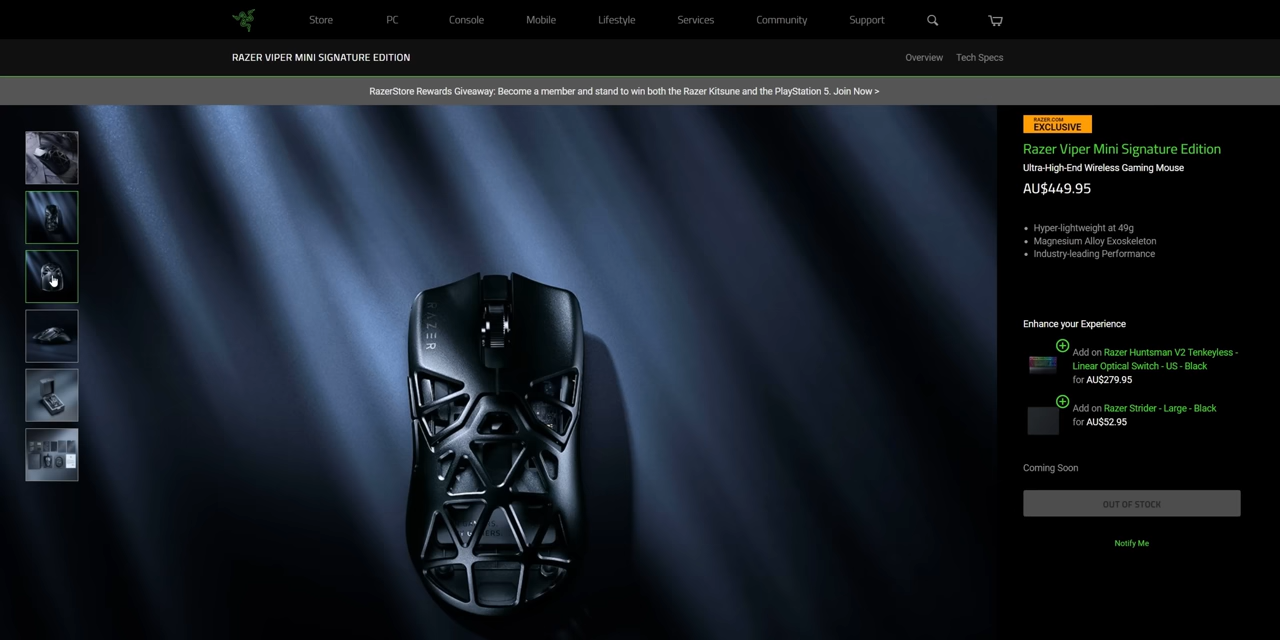 Store PC Console Mobile Lifestyle Services Community Support
RAZER VIPER MINI SIGNATURE EDITION
Overview Tech Specs
RazerStore Rewards Giveaway: Become a member and stand to win both the Razer Kitsune and the PlayStation 5. Join Now >
RAZER
RAZER.COM
EXCLUSIVE
Razer Viper Mini Signature Edition
Ultra-High-End Wireless Gaming Mouse
AU$449.95
• Hyper-lightweight at 49g
• Magnesium Alloy Exoskeleton
• Industry-leading Performance
Enhance your Experience
Add on Razer Huntsman V2 Tenkeyless -
Linear Optical Switch - US - Black
for AU$279.95
Add on Razer Strider - Large - Black
for AU$52.95
Coming Soon
OUT OF STOCK
Notify Me